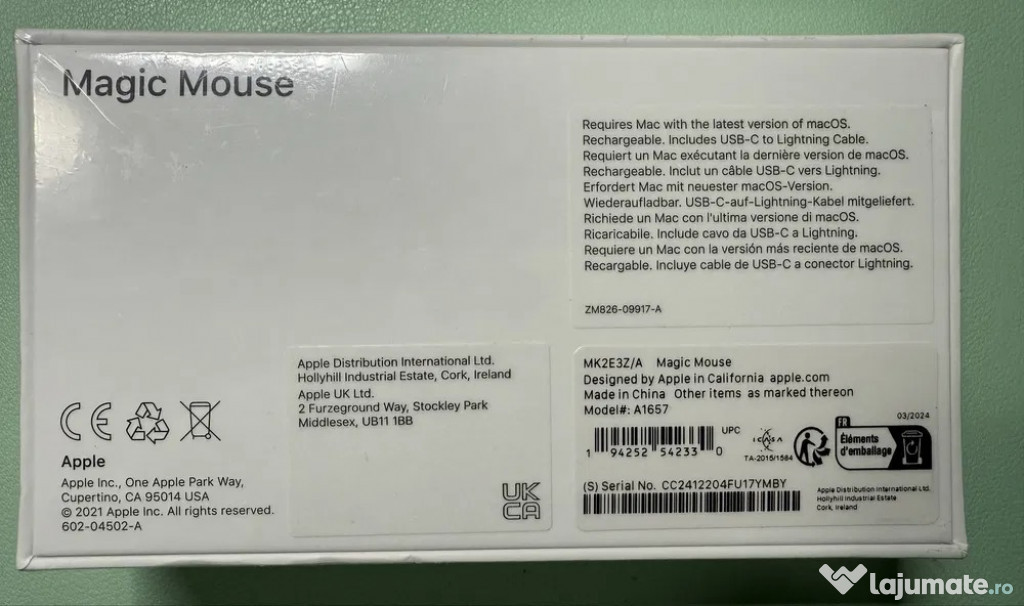 Magic Mouse
Requires Mac with the latest version of macOS.
Rechargeable. Includes USB-C to Lightning Cable.
Requiert un Mac exécutant la dernière version de macOS.
Rechargeable. Inclut un câble USB-C vers Lightning.
Erfordert Mac mit neuester macOS-Version.
Wiederaufladbar. USB-C-auf-Lightning-Kabel mitgeliefert.
Richiede un Mac con l'ultima versione di macOS.
Ricaricabile. Include cavo da USB-C a Lightning.
Requiere un Mac con la versión más reciente de macOS.
Recargable. Incluye cable de USB-C a conector Lightning.
ZM826-09917-A
CE
Apple
Apple Inc., One Apple Park Way,
Cupertino, CA 95014 USA
© 2021 Apple Inc. All rights reserved.
602-04502-A
Apple Distribution International Ltd.
Hollyhill Industrial Estate, Cork, Ireland
Apple UK Ltd.
2 Furzeground Way, Stockley Park
Middlesex, UB11 1BB
UK
CA
MK2E3Z/A Magic Mouse
Designed by Apple in California apple.com
Made in China Other items as marked thereon
Model#: A1657
03/2024
UPC
1 94252 54233 0
ICASA
TA-2015/1584
FR
Éléments
d'emballage
(S) Serial No. CC2412204FU17YMBY
Apple Distribution International Ltd.
Hollyhill Industrial Estate
Cork, Ireland
lajumate.ro